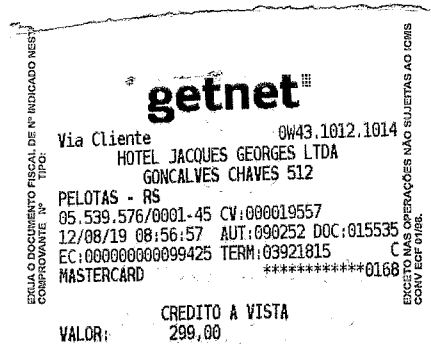 EXIJA O DOCUMENTO FISCAL DE Nº INDICADO NEST
COMPROVANTE Nº TIPO:
getnet
Via Cliente 0W43.1012.1014
HOTEL JACQUES GEORGES LTDA
GONCALVES CHAVES 512
PELOTAS - RS
05.539.576/0001-45 CV:000019557
12/08/19 08:56:57 AUT:090252 DOC:015535
EC:000000000099425 TERM:03921815 C
MASTERCARD ************0168
CREDITO A VISTA
VALOR: 299,00
EXCETO NAS OPERAÇÕES NÃO SUJEITAS AO ICMS
CONV ECF 01/98.